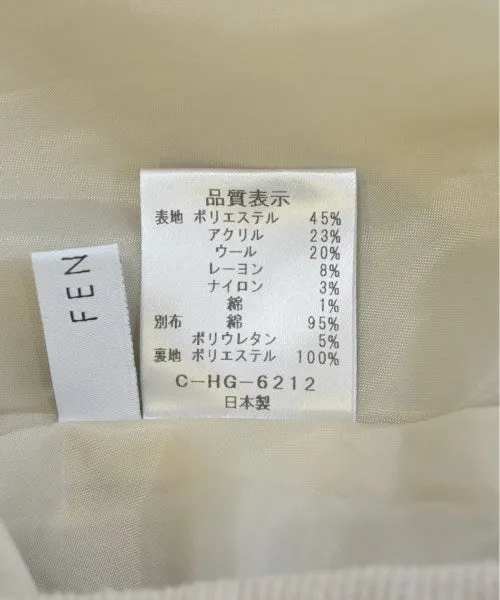 品質表示
表地 ポリエステル 45%
アクリル 23%
ウール 20%
レーヨン 8%
ナイロン 3%
綿 1%
別布 綿 95%
ポリウレタン 5%
裏地 ポリエステル 100%
C-HG-6212
日本製
FEN